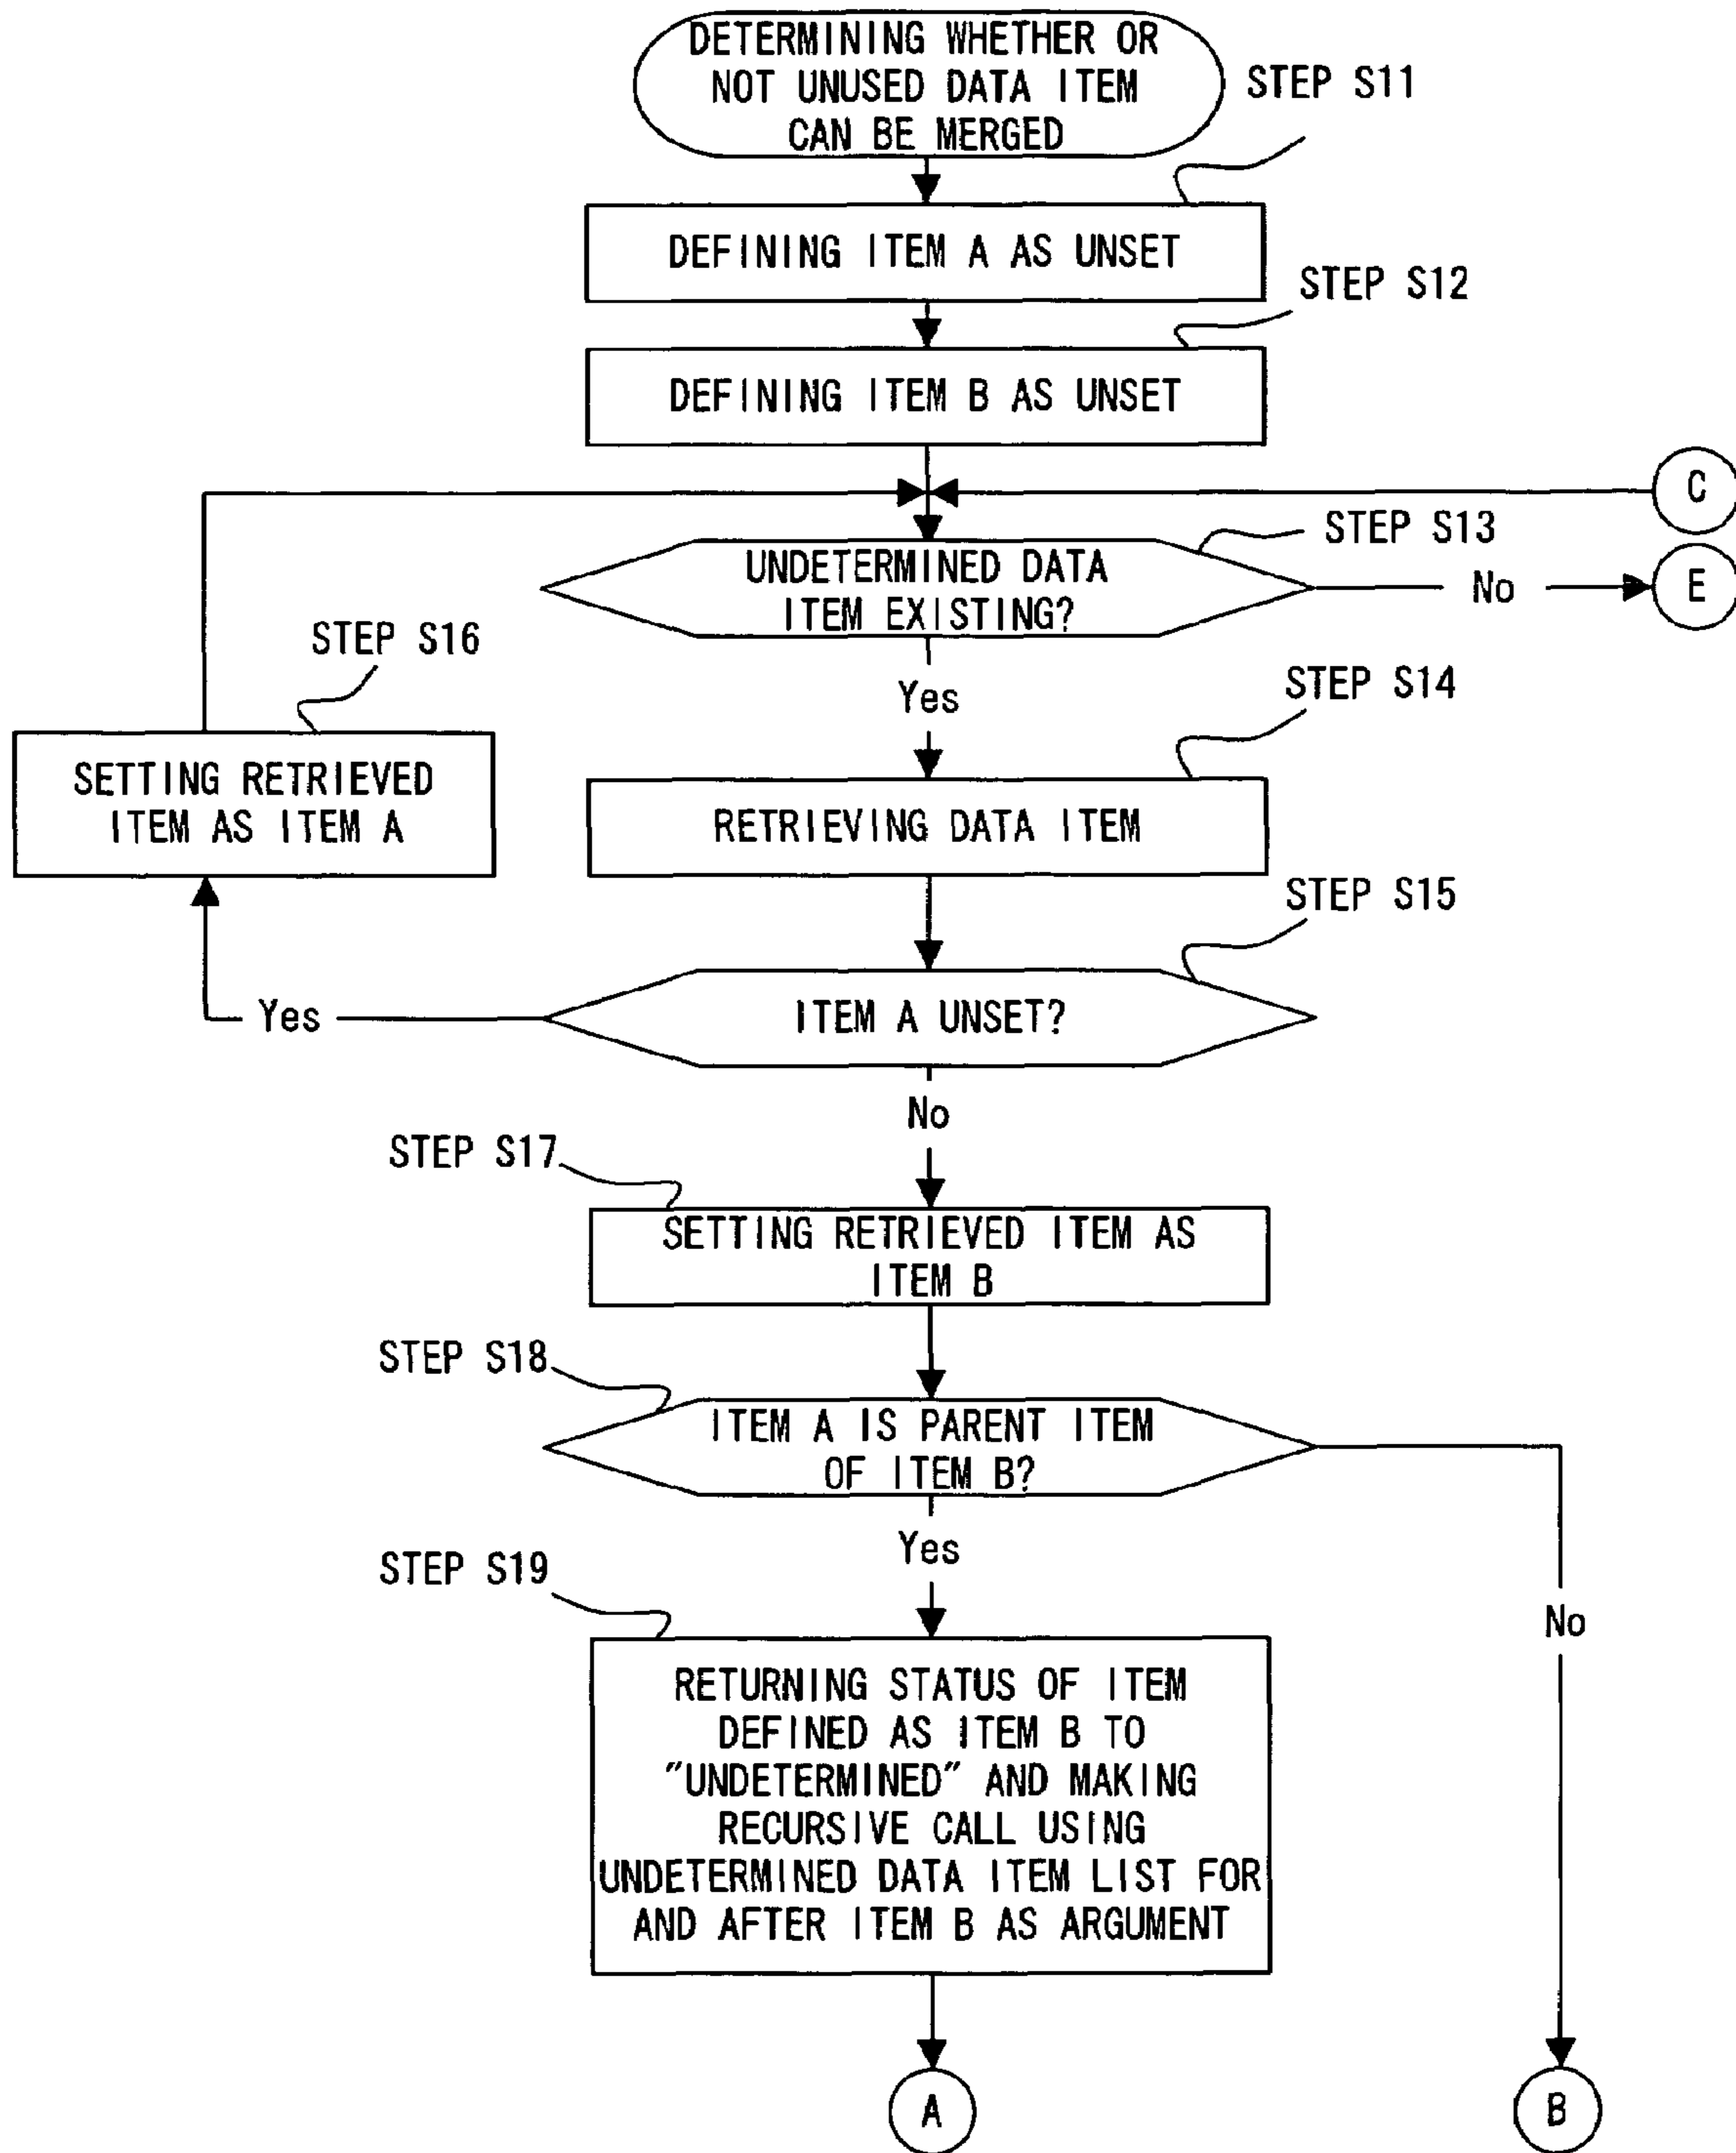 DETERMINING WHETHER OR
NOT UNUSED DATA ITEM
CAN BE MERGED
STEP S11
DEFINING ITEM A AS UNSET
STEP S12
DEFINING ITEM B AS UNSET
C
STEP S13
UNDETERMINED DATA
ITEM EXISTING?
No
E
STEP S16
Yes
STEP S14
SETTING RETRIEVED
ITEM AS ITEM A
RETRIEVING DATA ITEM
STEP S15
Yes
ITEM A UNSET?
No
STEP S17
SETTING RETRIEVED ITEM AS
ITEM B
STEP S18
ITEM A IS PARENT ITEM
OF ITEM B?
Yes
STEP S19
No
RETURNING STATUS OF ITEM
DEFINED AS ITEM B TO
"UNDETERMINED" AND MAKING
RECURSIVE CALL USING
UNDETERMINED DATA ITEM LIST FOR
AND AFTER ITEM B AS ARGUMENT
A
B